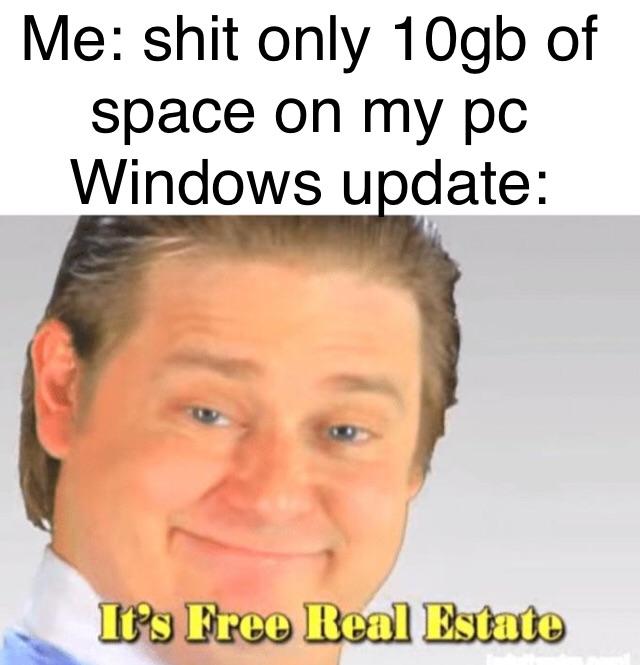 Me: shit only 10gb of
space on my pc
Windows update:
It's Free Real Estate